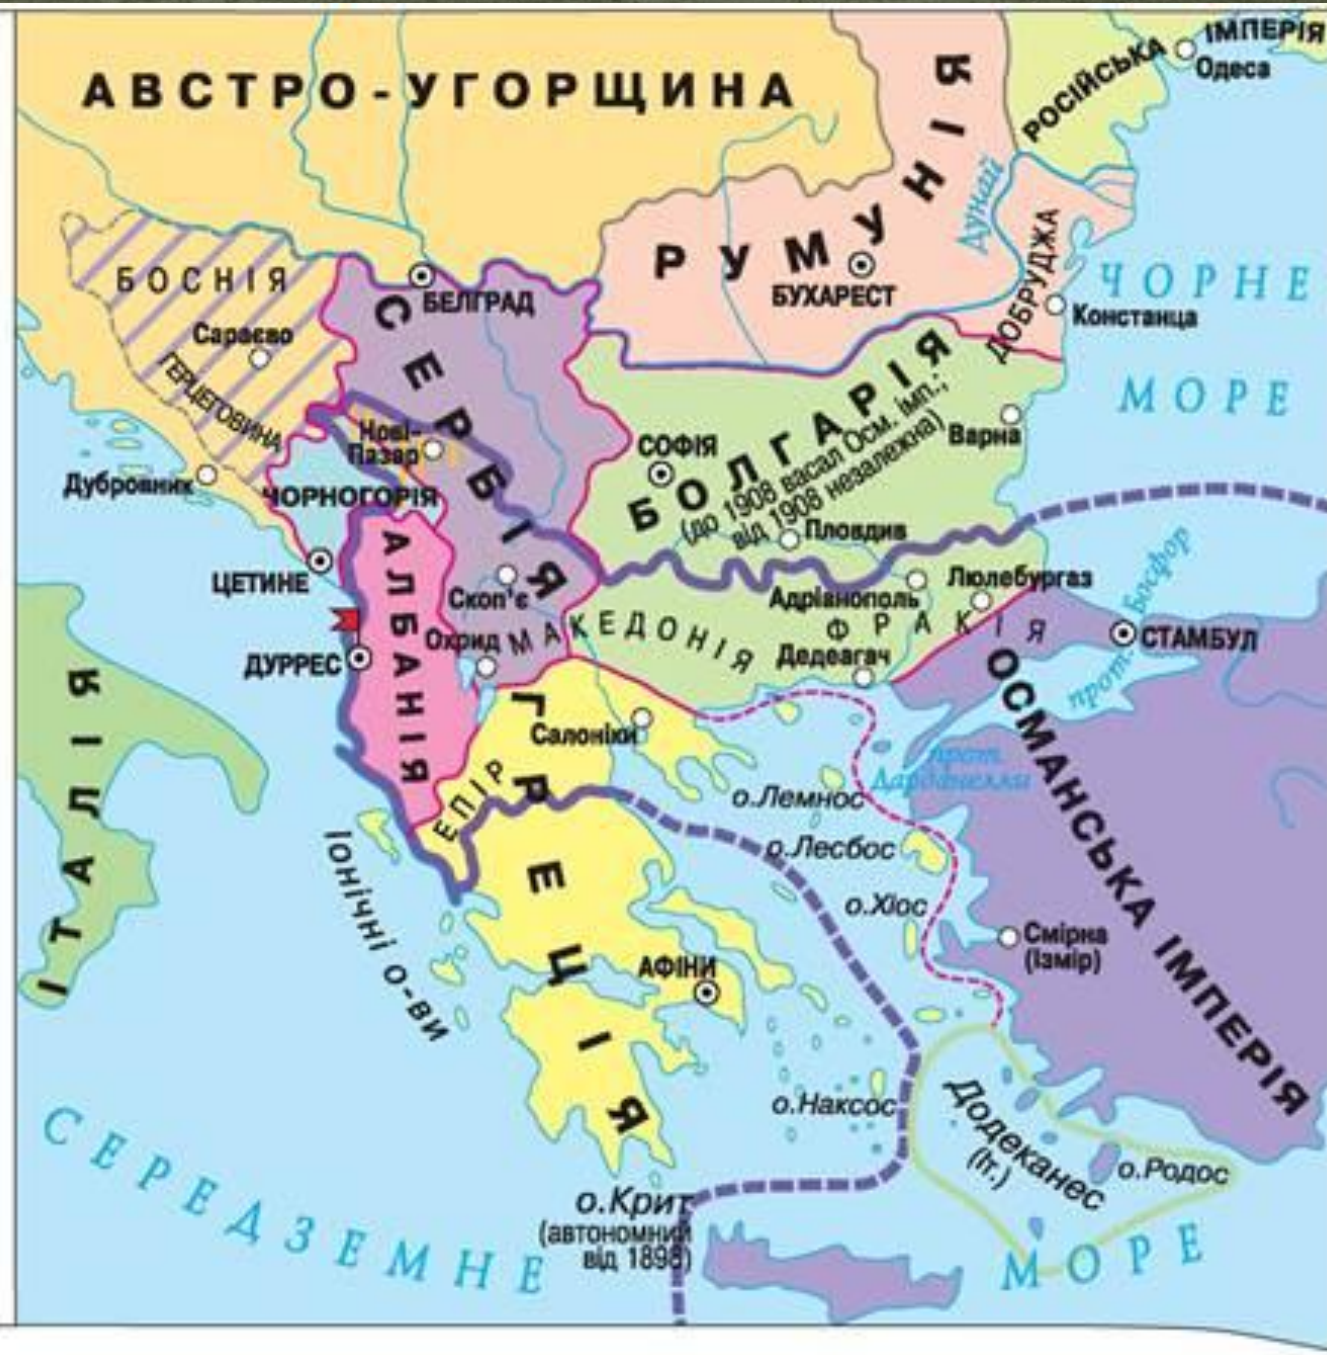 АВСТРО-УГОРЩИНА
РОСІЙСЬКА ІМПЕРІЯ
Одеса
РУМУНІЯ
Дунай
ДОБРУДЖА
БУХАРЕСТ
Констанца
ЧОРНЕ
МОРЕ
БОСНІЯ
Сараєво
ГЕРЦЕГОВИНА
БЕЛГРАД
СЕРБІЯ
Нові-
Пазар
Дубровник
ЧОРНОГОРІЯ
ЦЕТИНЕ
СОФІЯ
БОЛГАРІЯ
(до 1908 васал Осм. імп.;
від 1908 незалежна)
Варна
Пловдив
Скоп'є
Охрид
МАКЕДОНІЯ
Адріанополь
Люлебургаз
ФРАКІЯ
Дедеагач
прот. Босфор
СТАМБУЛ
ДУРРЕС
АЛБАНІЯ
ІТАЛІЯ
ОСМАНСЬКА ІМПЕРІЯ
прот.
Дарданелли
Салоніки
ЕПІР
ГРЕЦІЯ
о.Лемнос
о.Лесбос
о.Хіос
Смірна
(Ізмір)
Іонічні о-ви
АФІНИ
о.Наксос
Додеканес
(Іт.)
о.Родос
о.Крит
(автономний
від 1898)
СЕРЕДЗЕМНЕ
МОРЕ